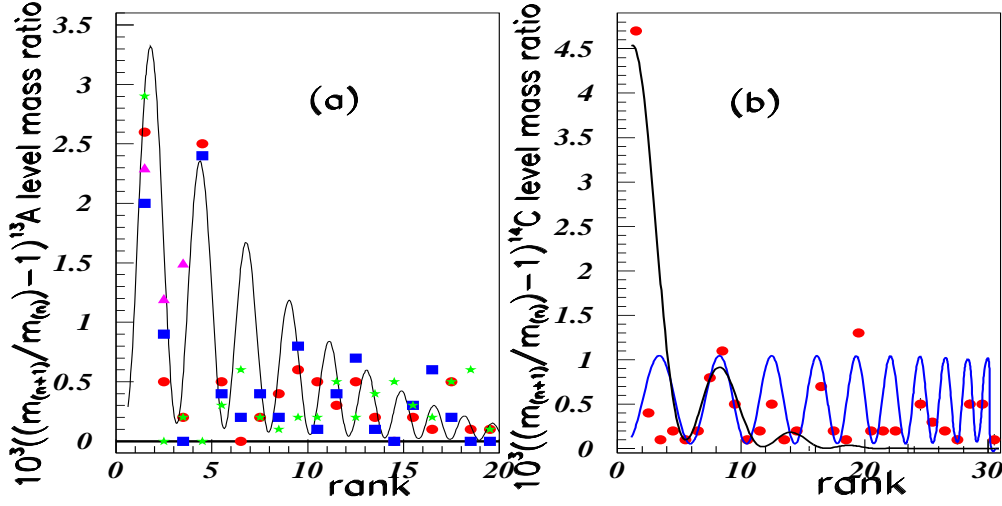 10³((m(n+1)/m(n))−1) ¹³A level mass ratio
3.5
3
2.5
2
1.5
1
0.5
0
(a)
0 5 10 15 20
rank
10³((m(n+1)/m(n))−1) ¹⁴C level mass ratio
4.5
4
3.5
3
2.5
2
1.5
1
0.5
0
(b)
0 10 20 30
rank